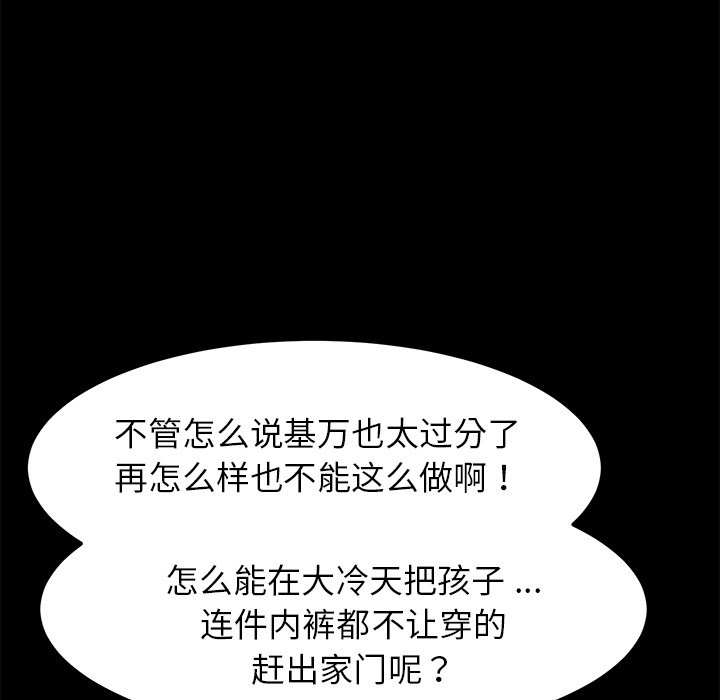 不管怎么说基万也太过分了
再怎么样也不能这么做啊！
怎么能在大冷天把孩子...
连件内裤都不让穿的
赶出家门呢？